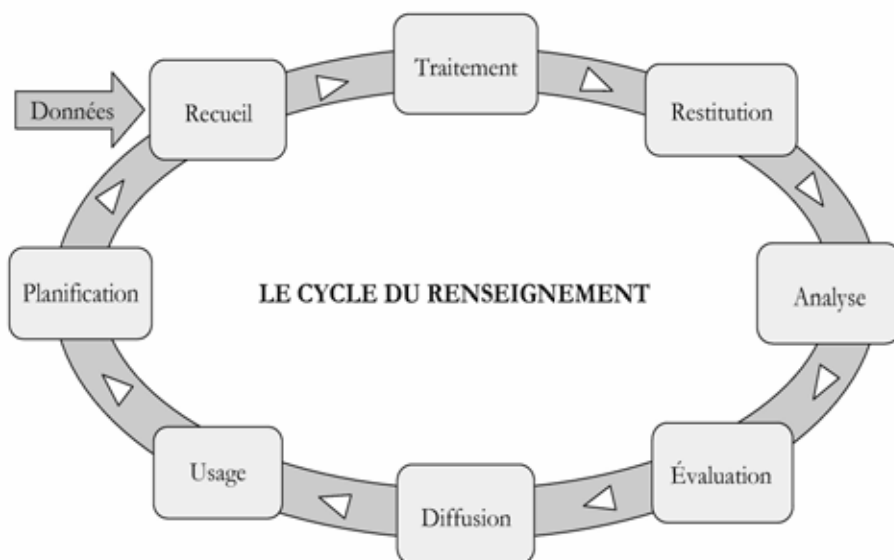 Données
Recueil
Traitement
Restitution
Analyse
Évaluation
Diffusion
Usage
Planification
LE CYCLE DU RENSEIGNEMENT